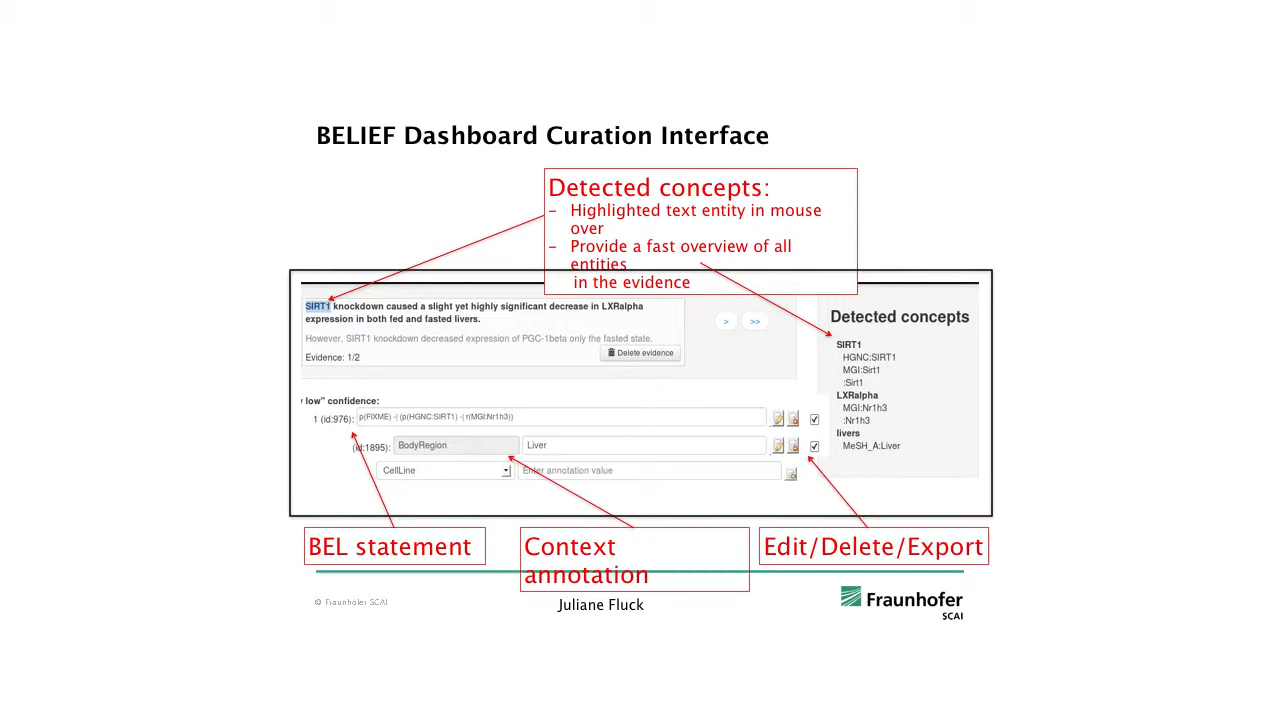 BELIEF Dashboard Curation Interface
Detected concepts:
– Highlighted text entity in mouse
over
– Provide a fast overview of all
entities
in the evidence
SIRT1 knockdown caused a slight yet highly significant decrease in LXRalpha
expression in both fed and fasted livers.
However, SIRT1 knockdown decreased expression of PGC-1beta only the fasted state.
Evidence: 1/2
Delete evidence
> >>
Detected concepts
SIRT1
HGNC:SIRT1
MGI:Sirt1
:Sirt1
LXRalpha
MGI:Nr1h3
:Nr1h3
livers
MeSH_A:Liver
low" confidence:
1 (id:976): p(FIXME) -| (p(HGNC:SIRT1) -| r(MGI:Nr1h3))
(id:1895): BodyRegion Liver
CellLine Enter annotation value
BEL statement
Context
annotation
Edit/Delete/Export
© Fraunhofer SCAI
Juliane Fluck
Fraunhofer
SCAI